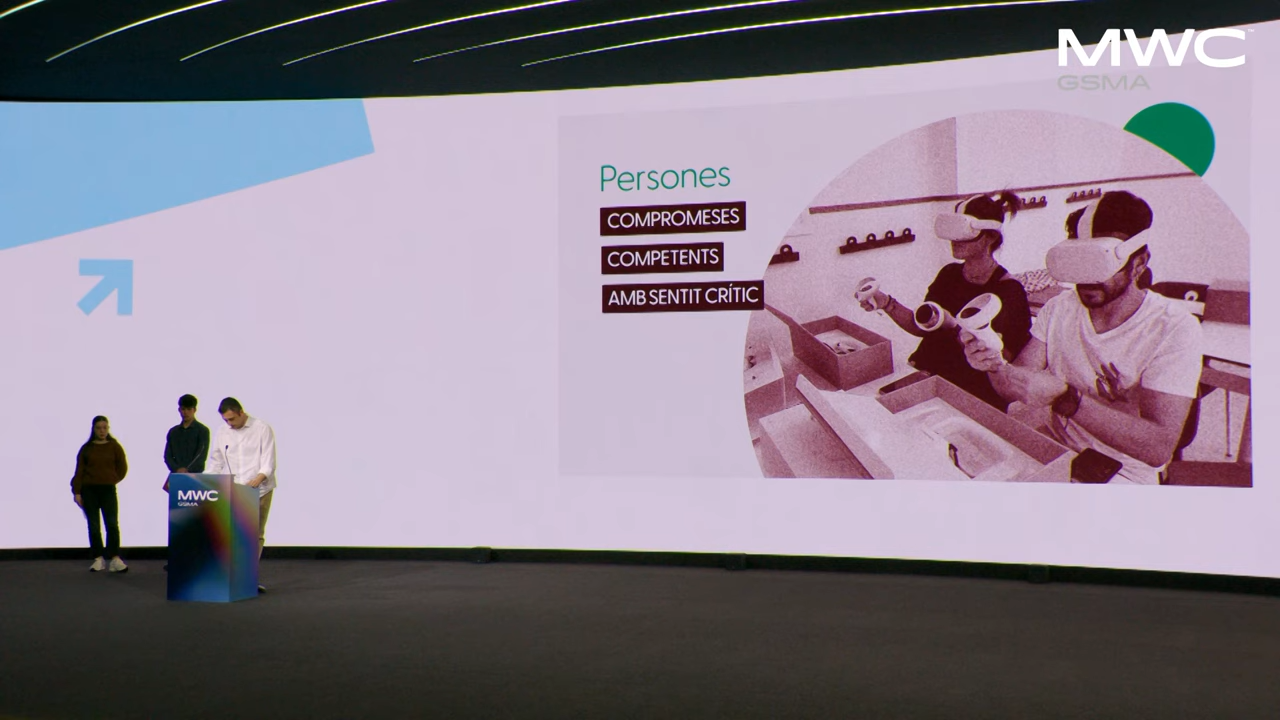 MWC
GSMA
Persones
COMPROMESES
COMPETENTS
AMB SENTIT CRÍTIC
MWC
GSMA